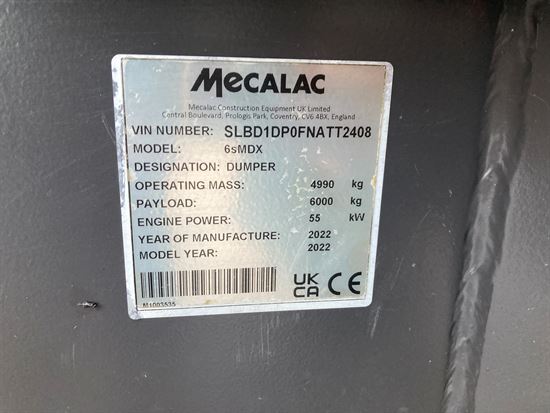 MECALAC
Mecalac Construction Equipment UK Limited
Central Boulevard, Prologis Park, Coventry, CV6 4BX, England
VIN NUMBER: SLBD1DP0FNATT2408
MODEL: 6sMDX
DESIGNATION: DUMPER
OPERATING MASS: 4990 kg
PAYLOAD: 6000 kg
ENGINE POWER: 55 kW
YEAR OF MANUFACTURE: 2022
MODEL YEAR: 2022
M1003535
UK
CA CE